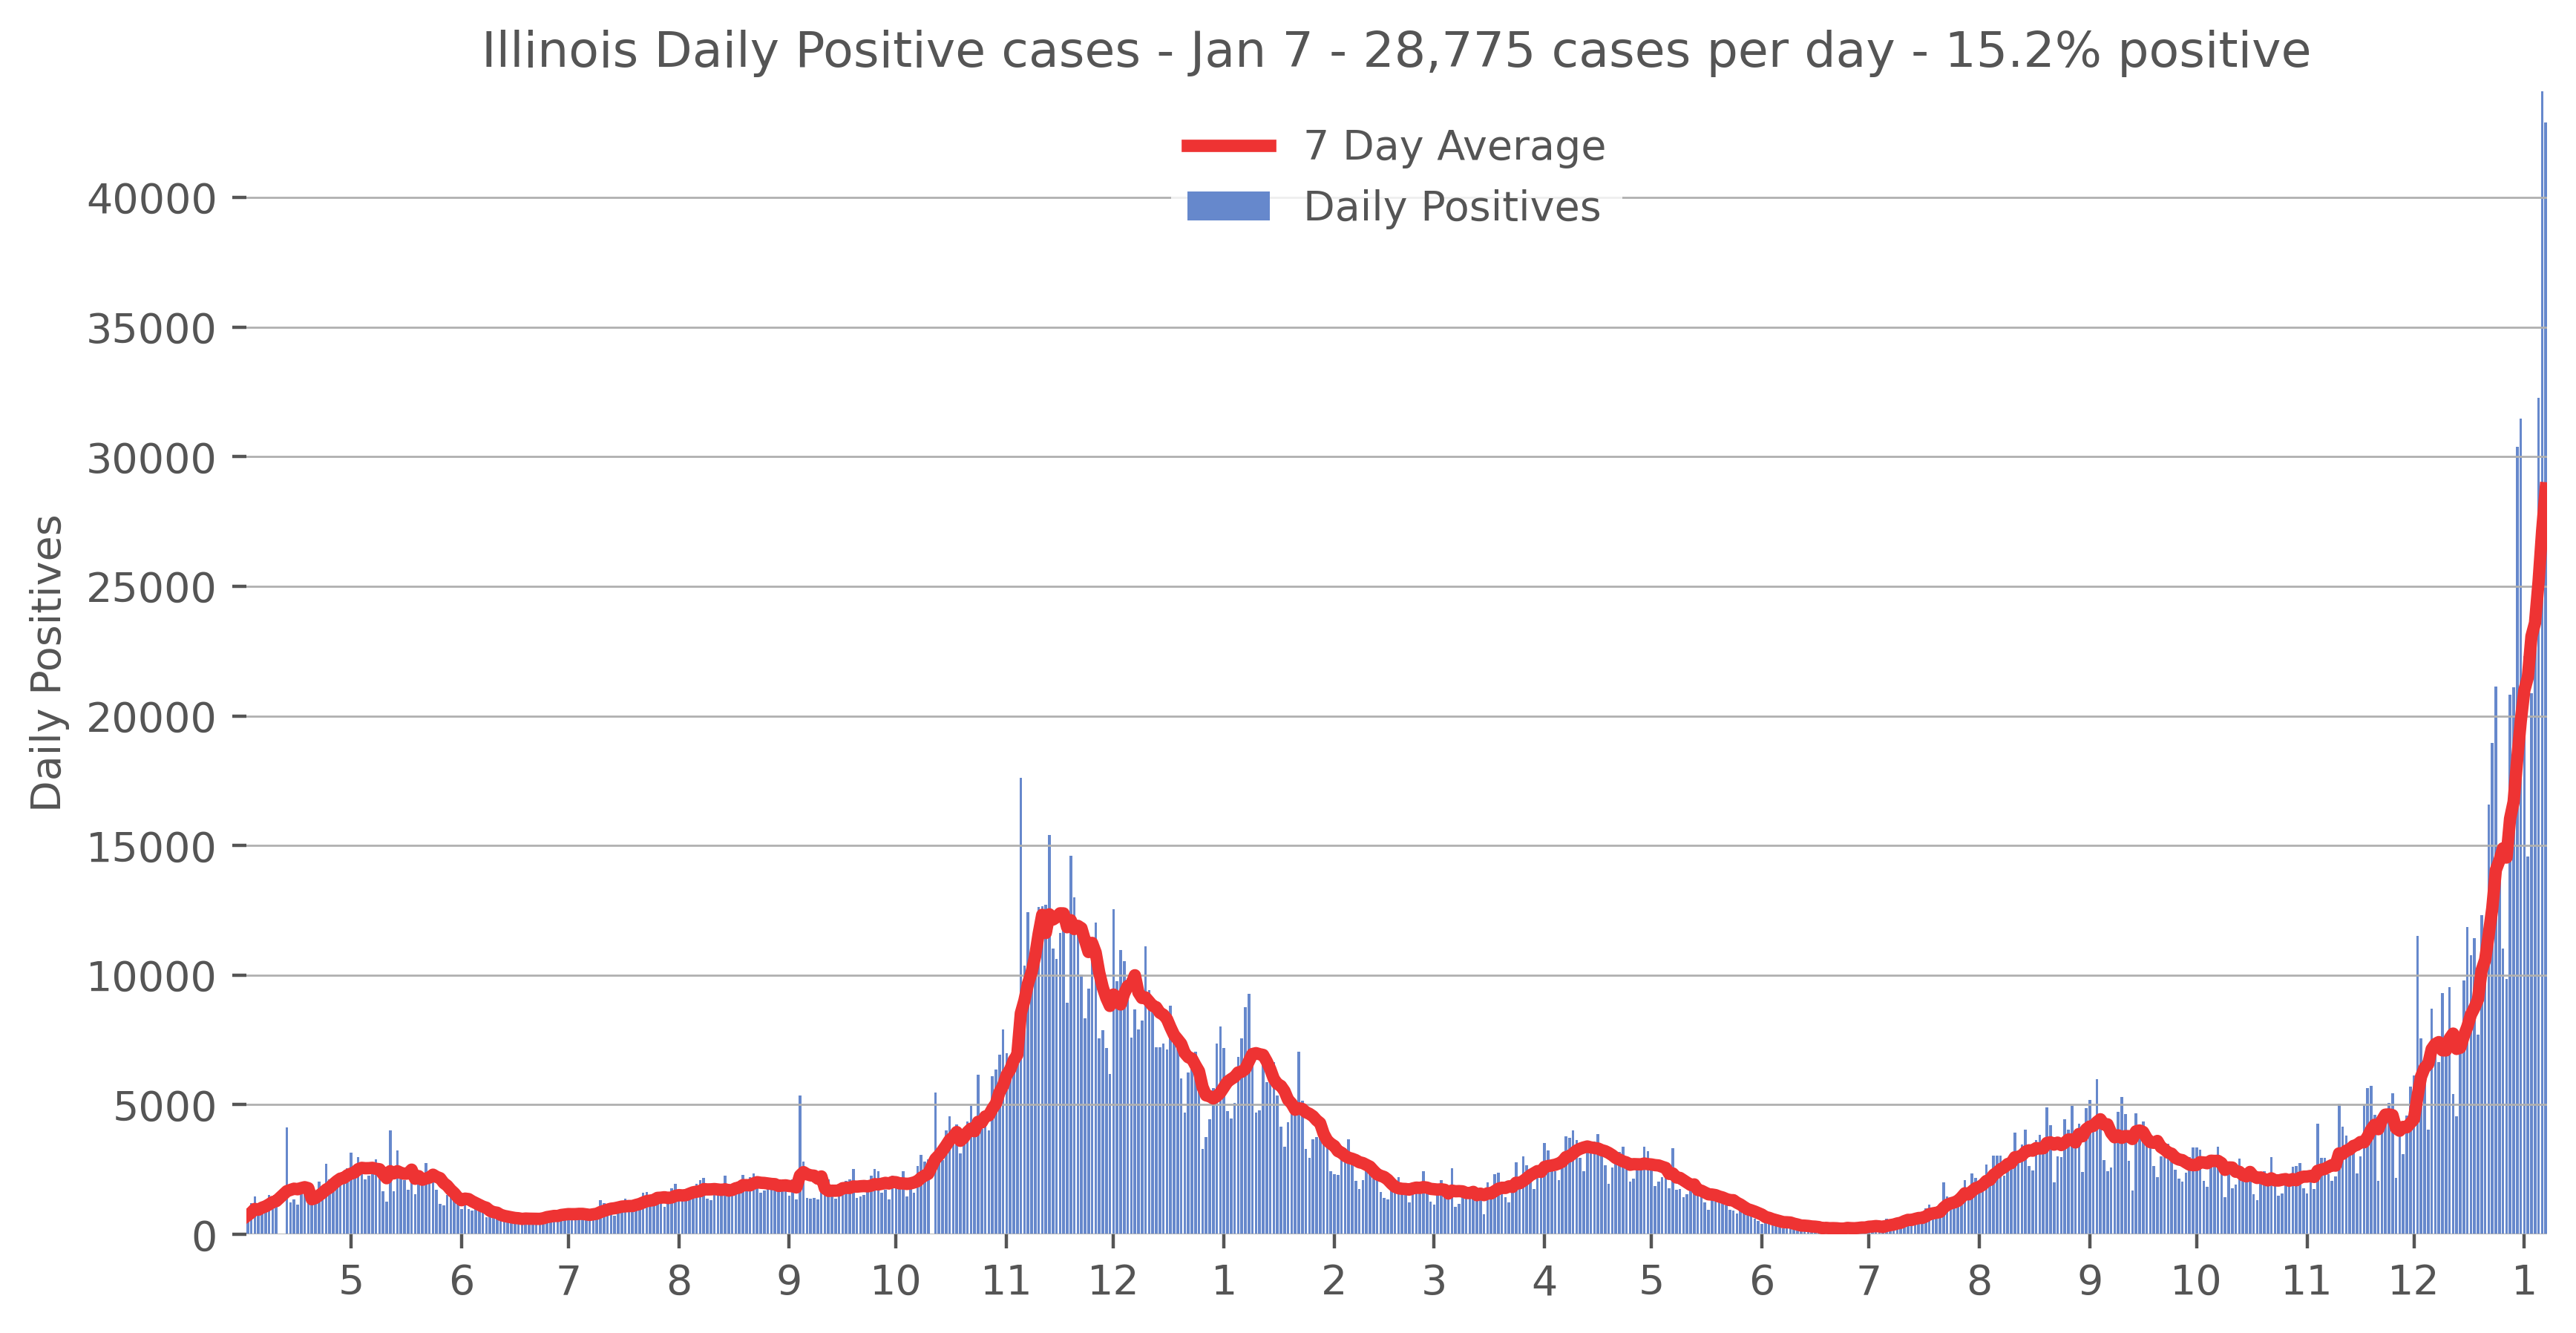 Illinois Daily Positive cases - Jan 7 - 28,775 cases per day - 15.2% positive
7 Day Average
Daily Positives
Daily Positives
40000
35000
30000
25000
20000
15000
10000
5000
0
5 6 7 8 9 10 11 12 1 2 3 4 5 6 7 8 9 10 11 12 1